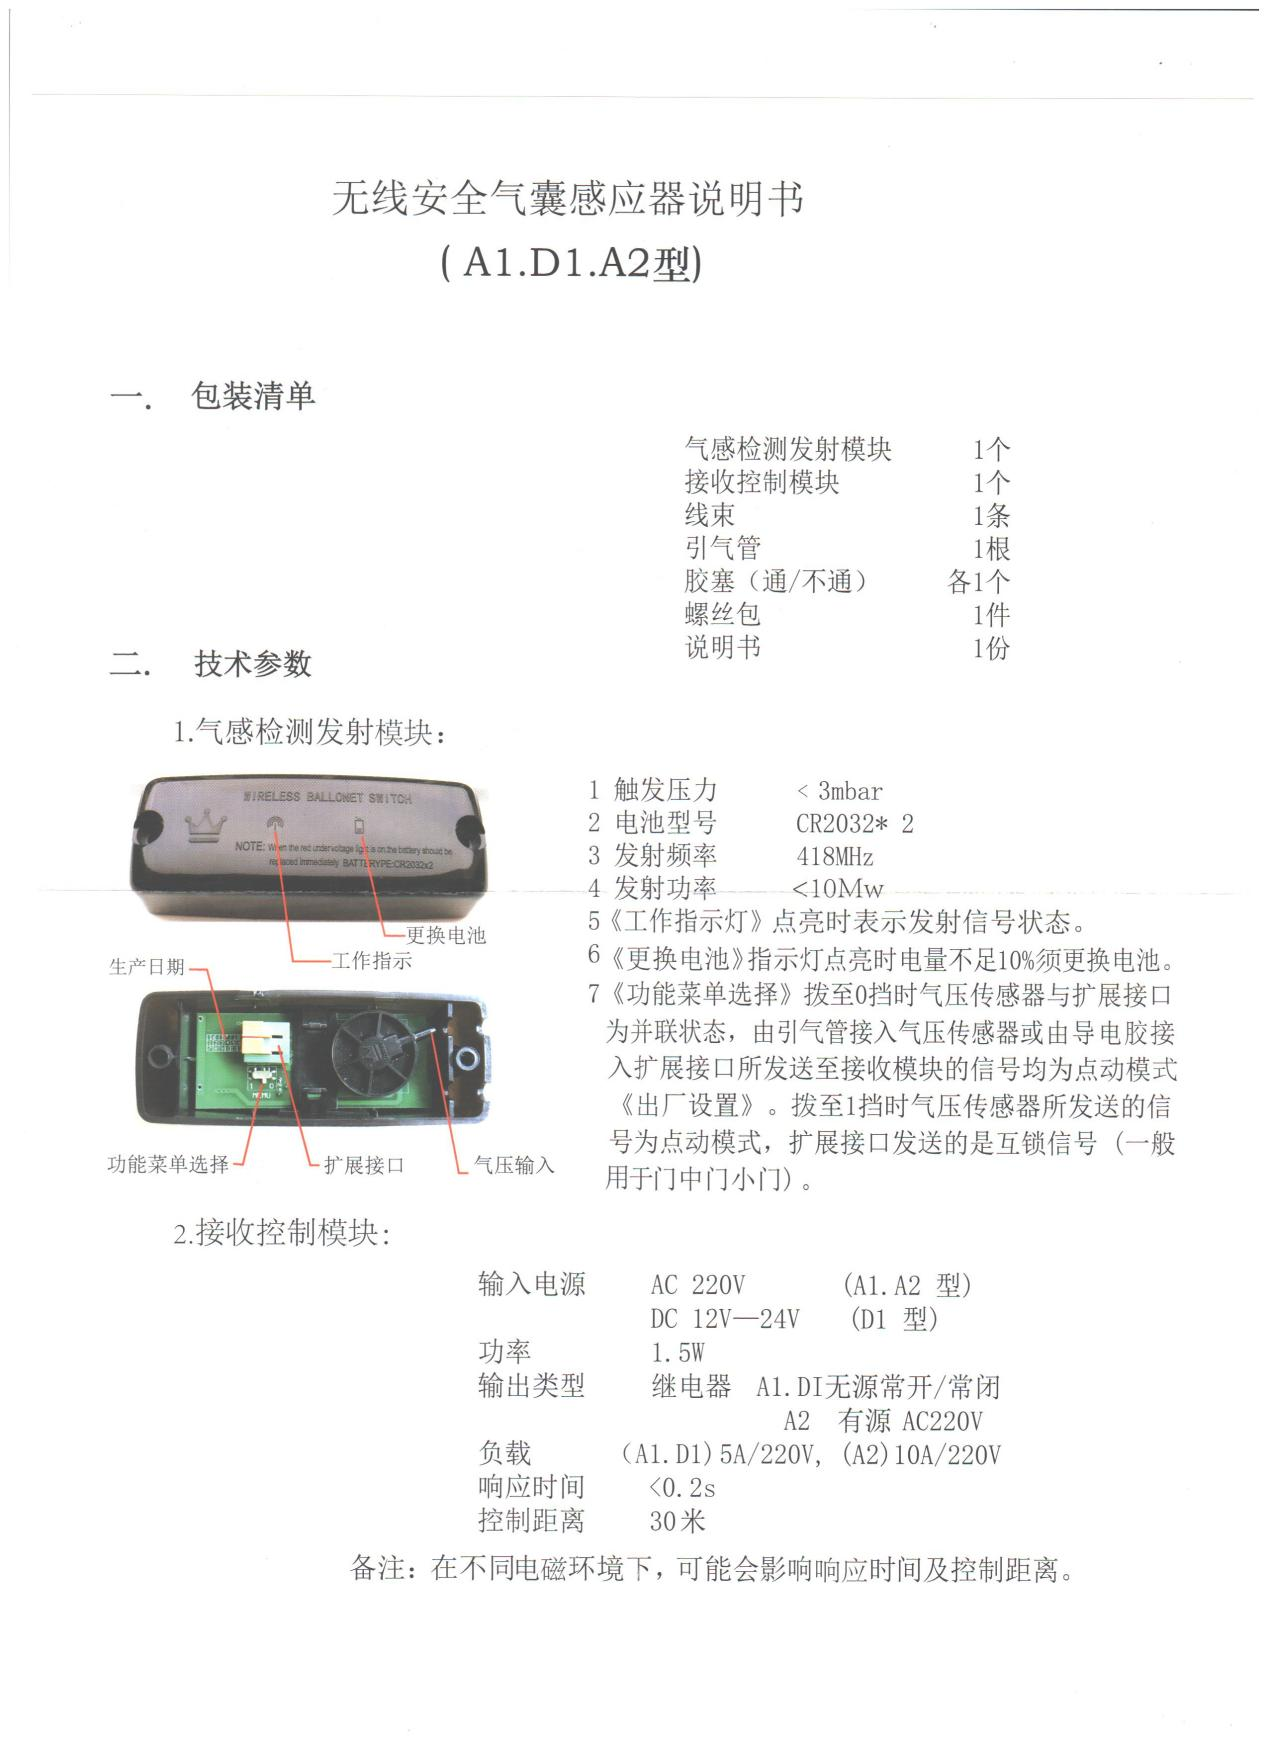 无线安全气囊感应器说明书
( A1.D1.A2型)
一. 包装清单
气感检测发射模块 1个
接收控制模块 1个
线束 1条
引气管 1根
胶塞（通/不通） 各1个
螺丝包 1件
说明书 1份
二. 技术参数
1.气感检测发射模块：
WIRELESS BALLONET SWITCH
NOTE: When the red undervoltage light is on the battery should be
replaced immediately BATTERYPE:CR2032x2
更换电池
工作指示
生产日期
1 0
MENU
功能菜单选择
扩展接口
气压输入
1 触发压力 < 3mbar
2 电池型号 CR2032* 2
3 发射频率 418MHz
4 发射功率 <10Mw
5《工作指示灯》点亮时表示发射信号状态。
6《更换电池》指示灯点亮时电量不足10%须更换电池。
7《功能菜单选择》拨至0挡时气压传感器与扩展接口
为并联状态，由引气管接入气压传感器或由导电胶接
入扩展接口所发送至接收模块的信号均为点动模式
《出厂设置》。拨至1挡时气压传感器所发送的信
号为点动模式，扩展接口发送的是互锁信号 (一般
用于门中门小门)。
2.接收控制模块:
输入电源 AC 220V (A1.A2 型)
DC 12V—24V (D1 型)
功率 1.5W
输出类型 继电器 A1.DI无源常开/常闭
A2 有源 AC220V
负载 （A1.D1)5A/220V, (A2)10A/220V
响应时间 <0.2s
控制距离 30米
备注：在不同电磁环境下，可能会影响响应时间及控制距离。